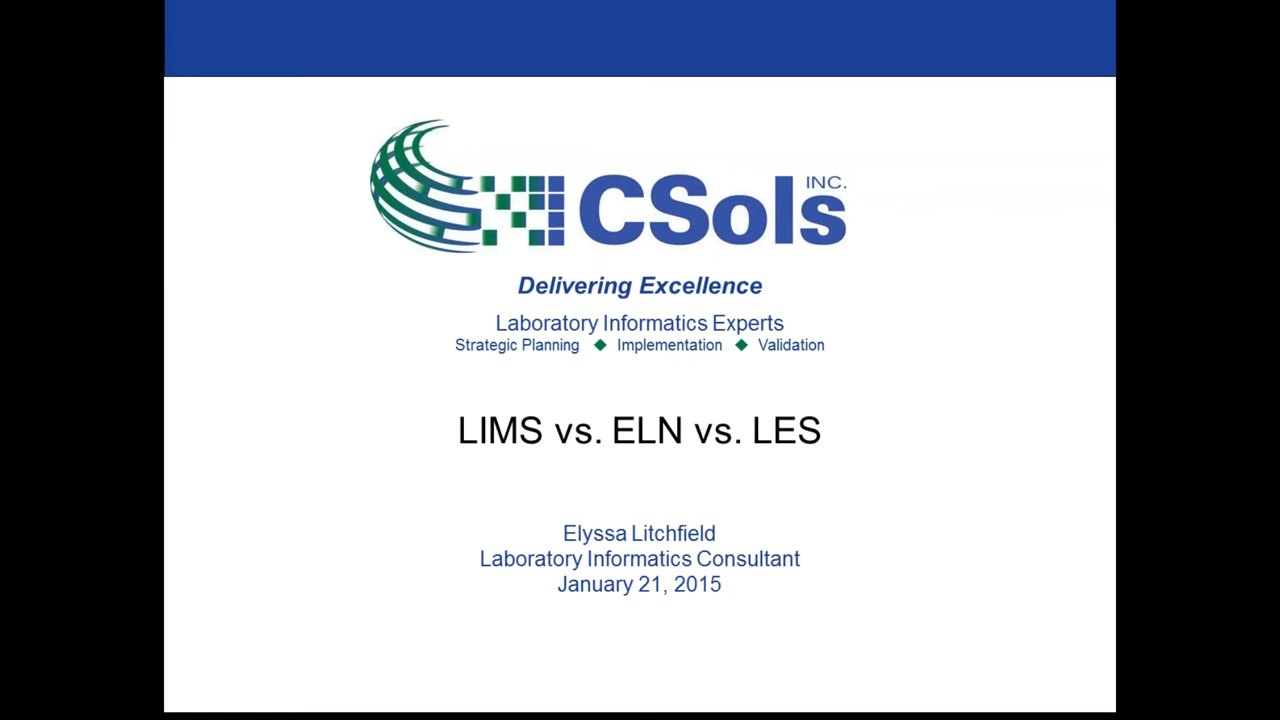 CSols INC.
Delivering Excellence
Laboratory Informatics Experts
Strategic Planning ◆ Implementation ◆ Validation
LIMS vs. ELN vs. LES
Elyssa Litchfield
Laboratory Informatics Consultant
January 21, 2015